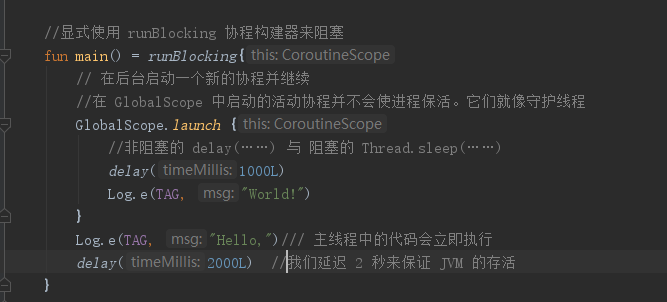 //显式使用 runBlocking 协程构建器来阻塞
fun main() = runBlocking{ this: CoroutineScope
// 在后台启动一个新的协程并继续
//在 GlobalScope 中启动的活动协程并不会使进程保活。它们就像守护线程
GlobalScope.launch { this: CoroutineScope
//非阻塞的 delay(……) 与 阻塞的 Thread.sleep(……)
delay( timeMillis: 1000L)
Log.e(TAG, msg: "World!")
}
Log.e(TAG, msg: "Hello,")/// 主线程中的代码会立即执行
delay( timeMillis: 2000L) //我们延迟 2 秒来保证 JVM 的存活
}